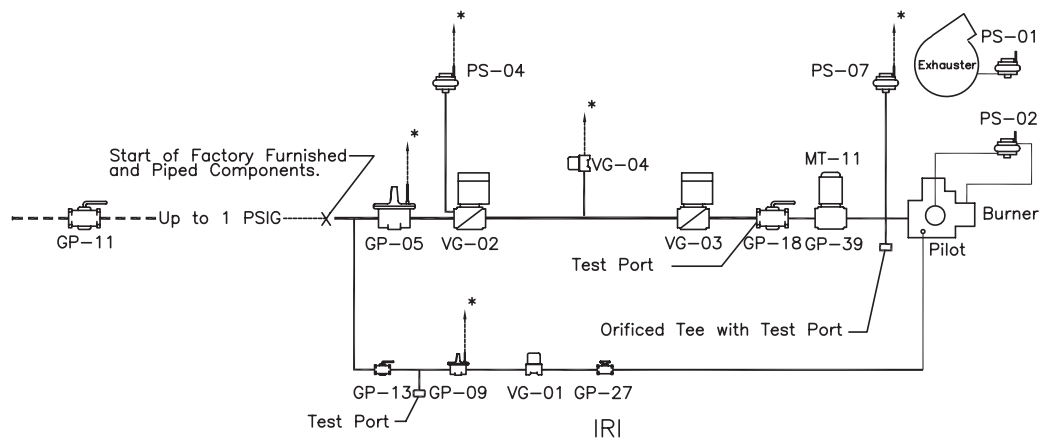 *
*
PS-04
PS-07
Exhauster
PS-01
PS-02
*
*
Start of Factory Furnished
and Piped Components.
VG-04
MT-11
Up to 1 PSIG
GP-11
GP-05
VG-02
VG-03
GP-18
GP-39
Burner
Pilot
Test Port
*
Orificed Tee with Test Port
GP-13
GP-09
VG-01
GP-27
Test Port
IRI